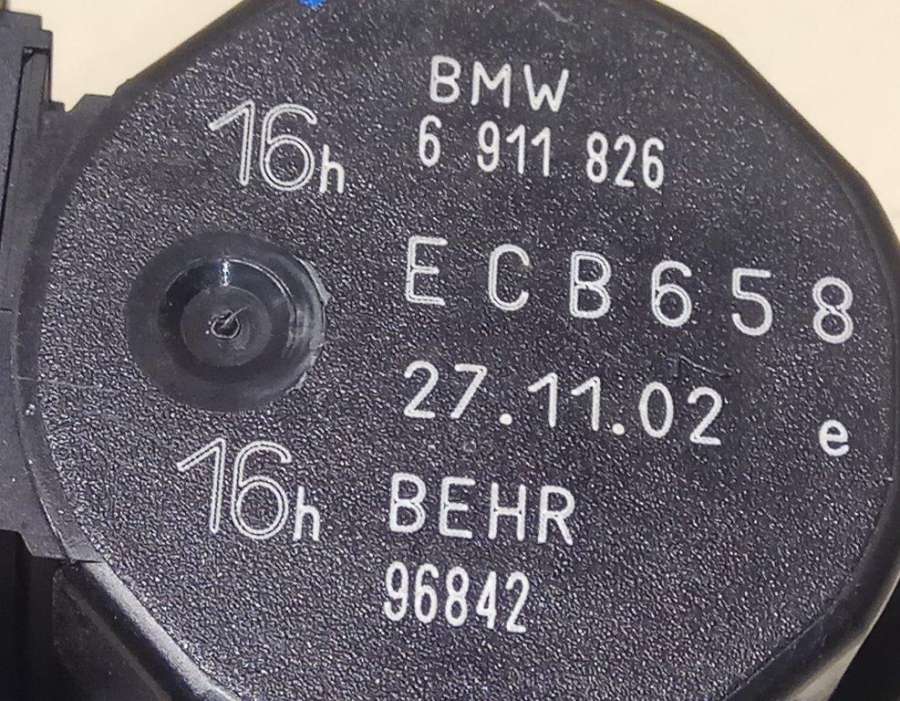 BMW
16h 6 911 826
ECB658
27.11.02 e
16h BEHR
96842